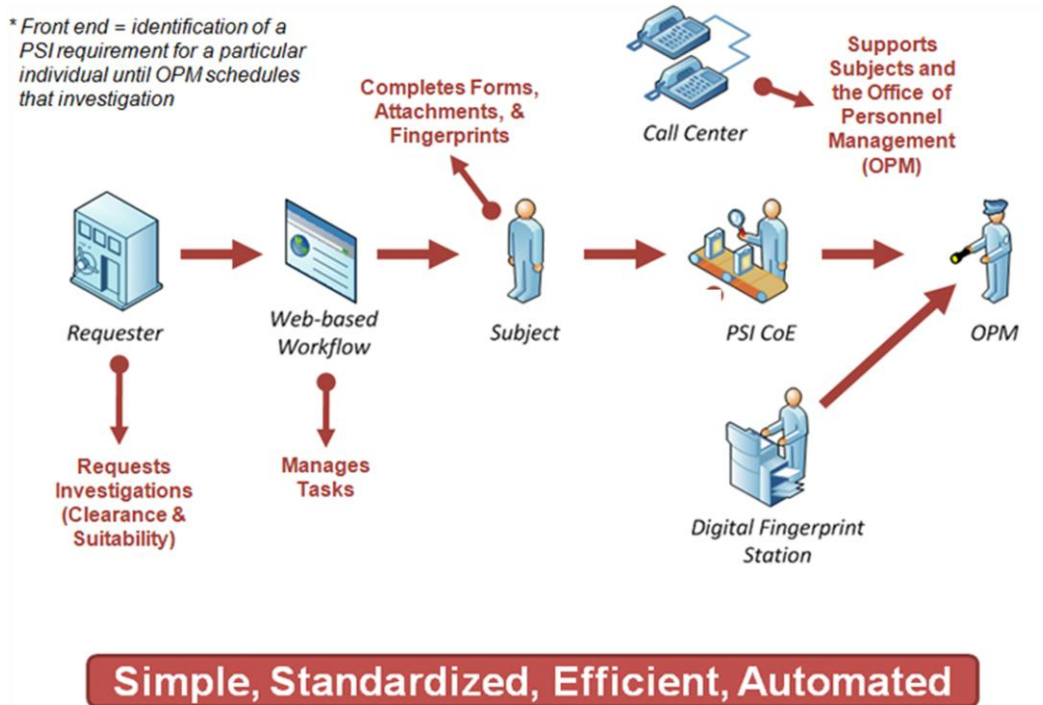 * Front end = identification of a
PSI requirement for a particular
individual until OPM schedules
that investigation
Completes Forms,
Attachments, &
Fingerprints
Call Center
Supports
Subjects and
the Office of
Personnel
Management
(OPM)
Requester
Web-based
Workflow
Subject
PSI CoE
OPM
Requests
Investigations
(Clearance &
Suitability)
Manages
Tasks
Digital Fingerprint
Station
Simple, Standardized, Efficient, Automated